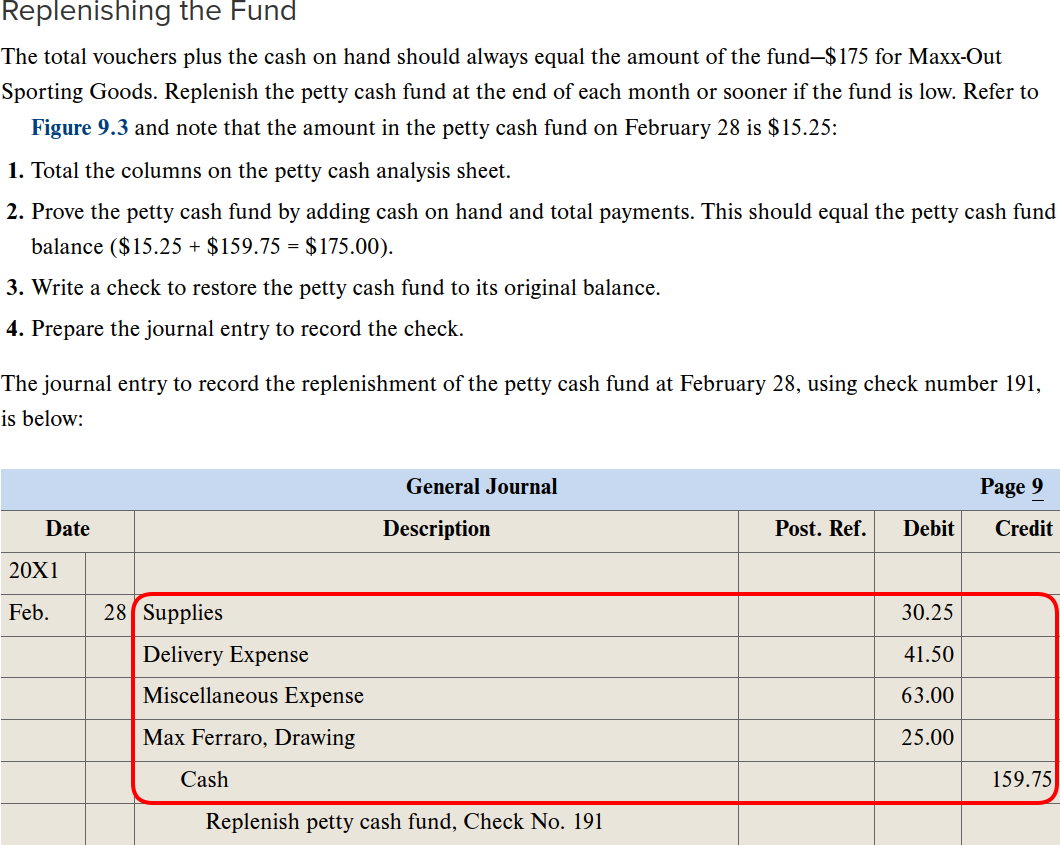 Replenishing the Fund
The total vouchers plus the cash on hand should always equal the amount of the fund—$175 for Maxx-Out
Sporting Goods. Replenish the petty cash fund at the end of each month or sooner if the fund is low. Refer to
Figure 9.3 and note that the amount in the petty cash fund on February 28 is $15.25:
1. Total the columns on the petty cash analysis sheet.
2. Prove the petty cash fund by adding cash on hand and total payments. This should equal the petty cash fund
balance ($15.25 + $159.75 = $175.00).
3. Write a check to restore the petty cash fund to its original balance.
4. Prepare the journal entry to record the check.
The journal entry to record the replenishment of the petty cash fund at February 28, using check number 191,
is below:
General Journal Page 9
Date Description Post. Ref. Debit Credit
20X1
Feb. 28 Supplies 30.25
Delivery Expense 41.50
Miscellaneous Expense 63.00
Max Ferraro, Drawing 25.00
Cash 159.75
Replenish petty cash fund, Check No. 191